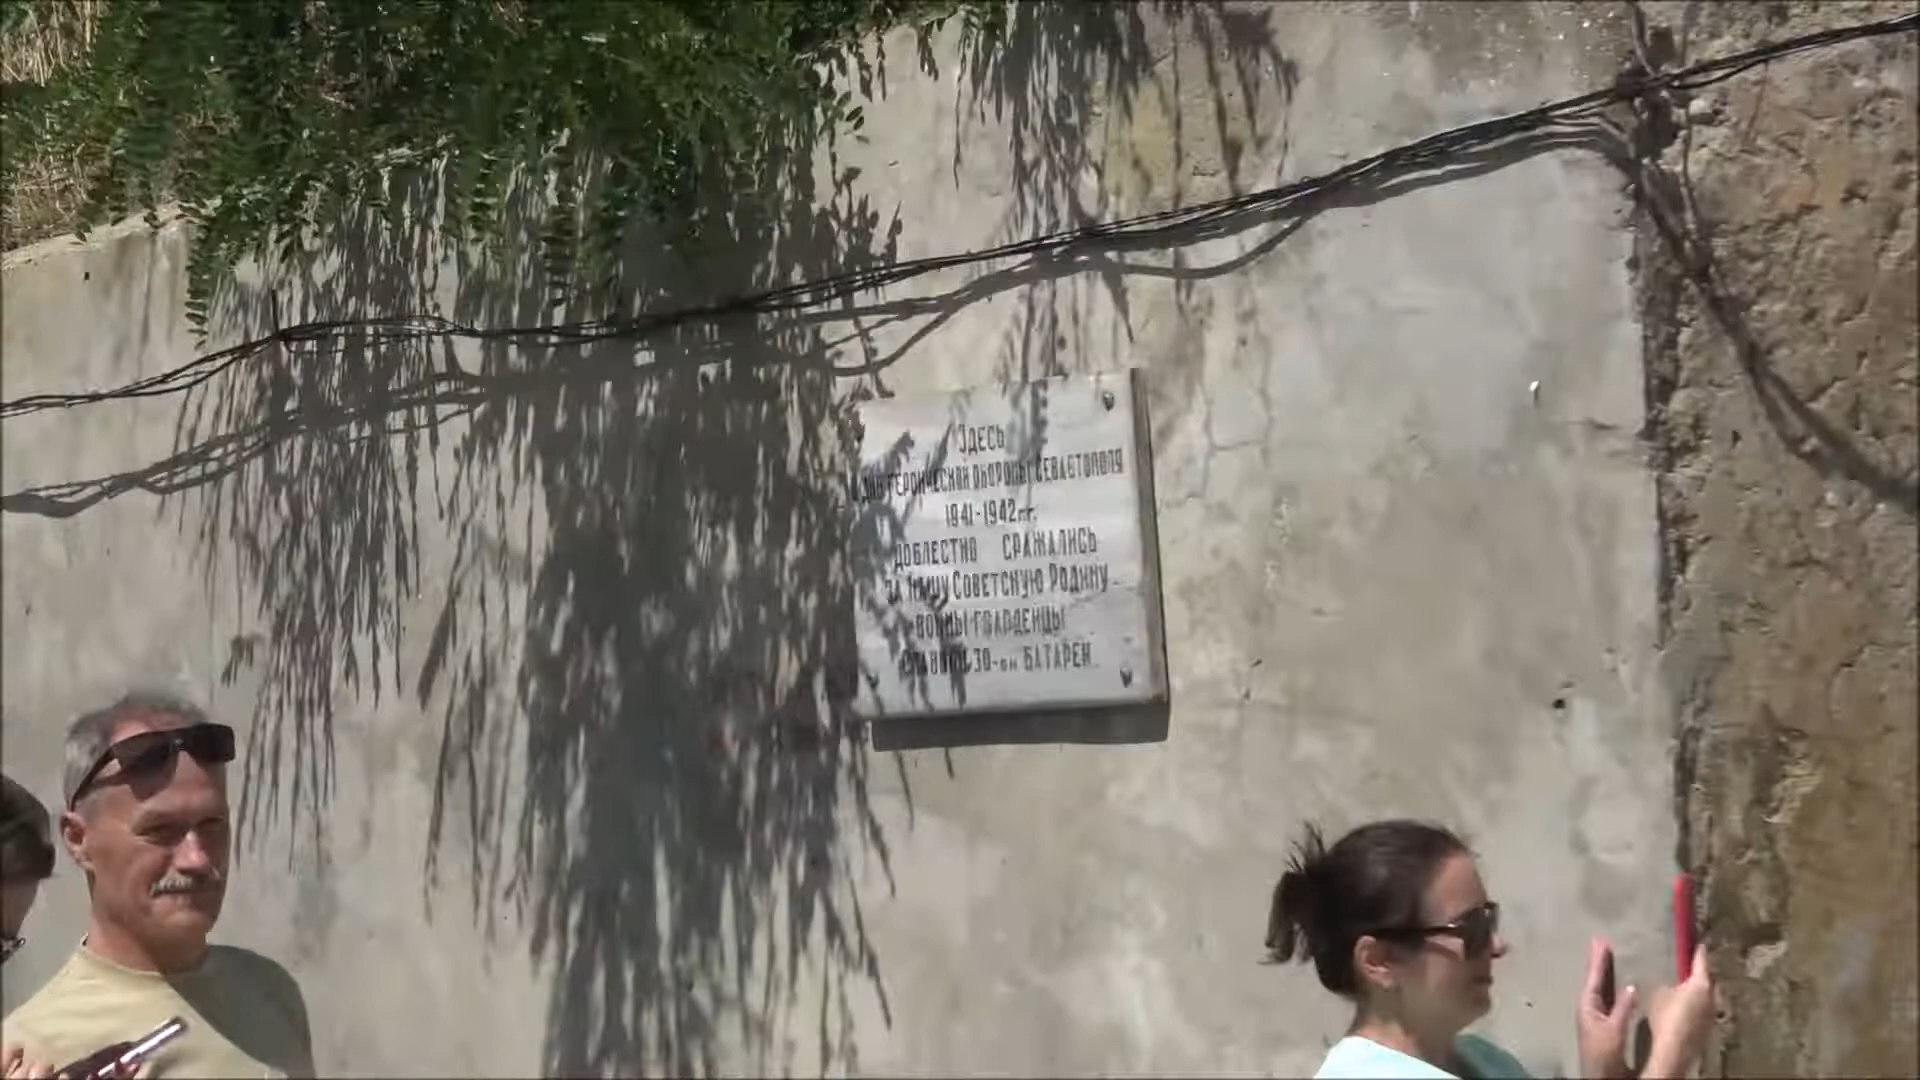 Здесь
героической обороны Севастополя
1941-1942 гг.
доблестно сражались
за нашу Советскую Родину
воины-гвардейцы
30-ой батареи